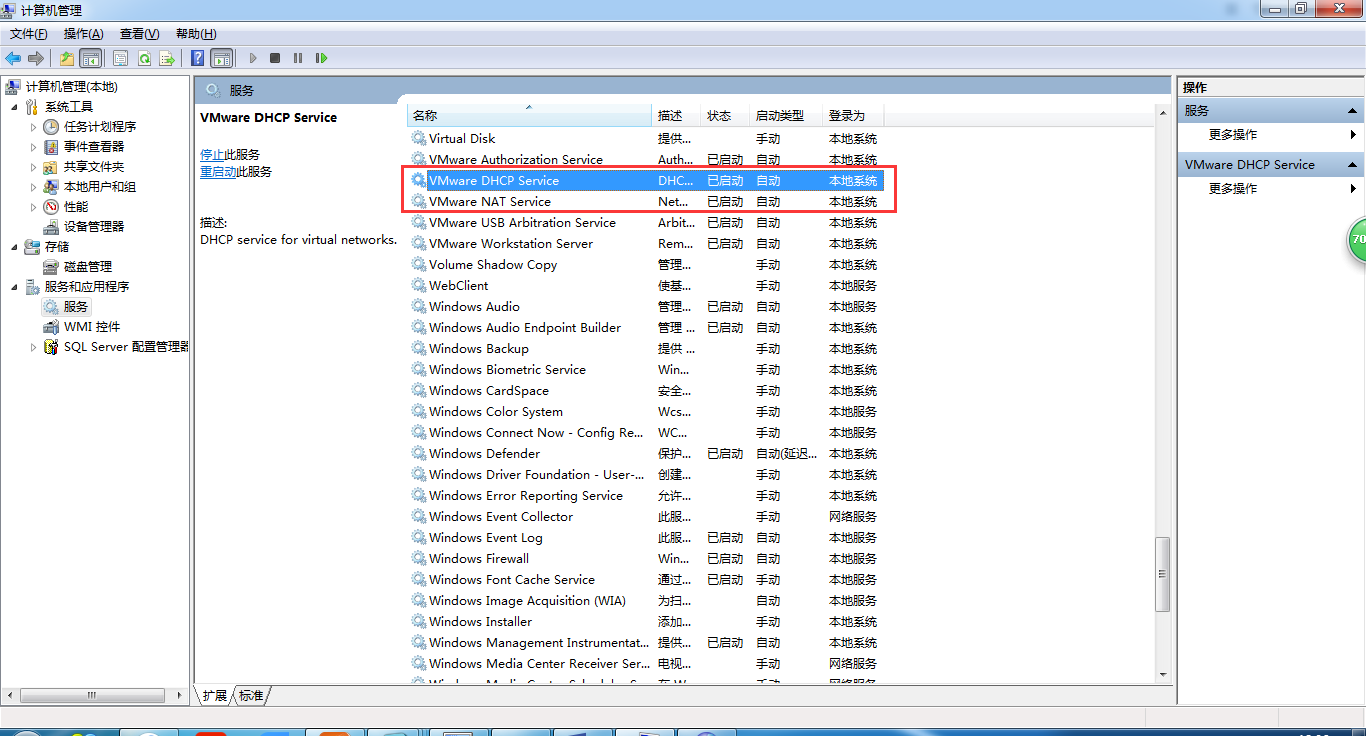 计算机管理
文件(F) 操作(A) 查看(V) 帮助(H)
计算机管理(本地)
系统工具
任务计划程序
事件查看器
共享文件夹
本地用户和组
性能
设备管理器
存储
磁盘管理
服务和应用程序
服务
WMI 控件
SQL Server 配置管理器
服务
VMware DHCP Service
停止此服务
重启动此服务
描述:
DHCP service for virtual networks.
名称 描述 状态 启动类型 登录为
Virtual Disk 提供... 手动 本地系统
VMware Authorization Service Auth... 已启动 自动 本地系统
VMware DHCP Service DHC... 已启动 自动 本地系统
VMware NAT Service Net... 已启动 自动 本地系统
VMware USB Arbitration Service Arbit... 已启动 自动 本地系统
VMware Workstation Server Rem... 已启动 自动 本地系统
Volume Shadow Copy 管理... 手动 本地系统
WebClient 使基... 手动 本地服务
Windows Audio 管理... 已启动 自动 本地服务
Windows Audio Endpoint Builder 管理 ... 已启动 自动 本地系统
Windows Backup 提供 ... 手动 本地系统
Windows Biometric Service Win... 手动 本地系统
Windows CardSpace 安全... 手动 本地系统
Windows Color System Wcs... 手动 本地服务
Windows Connect Now - Config Re... WC... 手动 本地服务
Windows Defender 保护... 已启动 自动(延迟... 本地系统
Windows Driver Foundation - User-... 创建... 手动 本地系统
Windows Error Reporting Service 允许... 手动 本地系统
Windows Event Collector 此服... 手动 网络服务
Windows Event Log 此服... 已启动 自动 本地服务
Windows Firewall Win... 已启动 自动 本地服务
Windows Font Cache Service 通过... 已启动 手动 本地服务
Windows Image Acquisition (WIA) 为扫... 自动 本地服务
Windows Installer 添加... 手动 本地系统
Windows Management Instrumentat... 提供... 已启动 自动 本地系统
Windows Media Center Receiver Ser... 电视... 手动 网络服务
扩展 标准
操作
服务
更多操作
VMware DHCP Service
更多操作
70